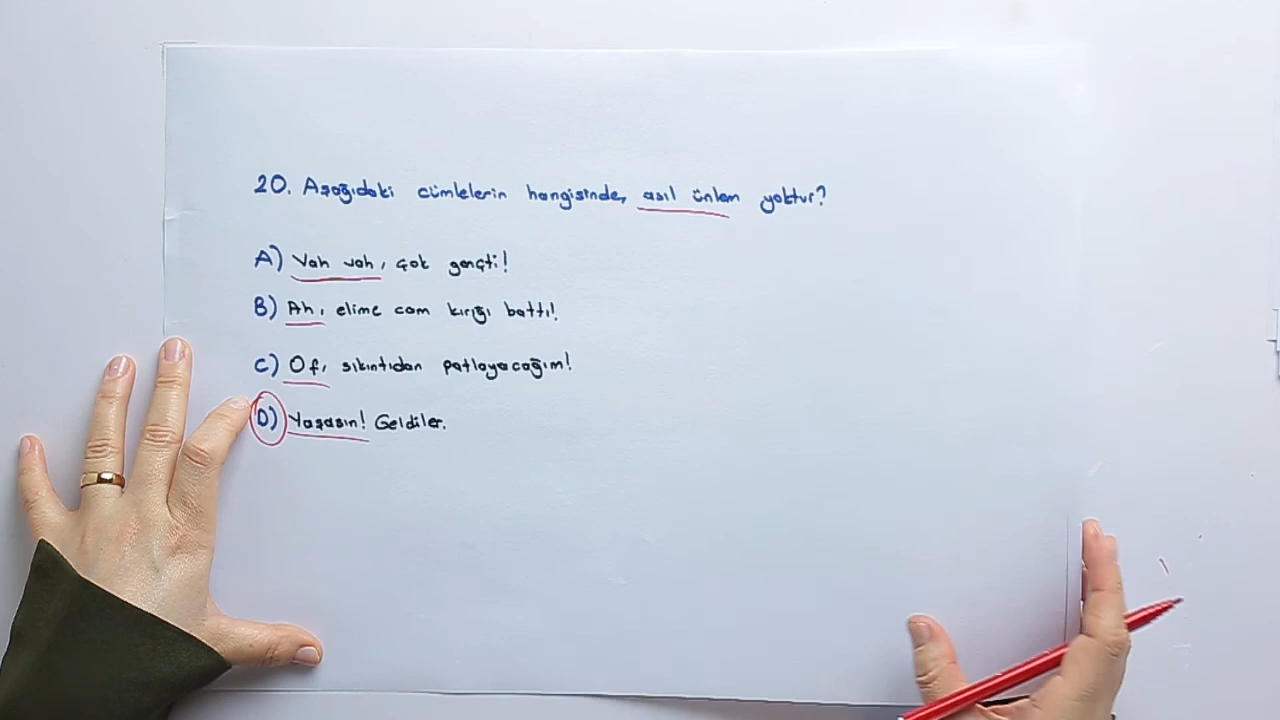 20. Aşağıdaki cümlelerin hangisinde, asıl ünlem yoktur?
A) Vah vah, çok gençti!
B) Ah, elime cam kırığı battı!
C) Of, sıkıntıdan patlayacağım!
D) Yaşasın! Geldiler.